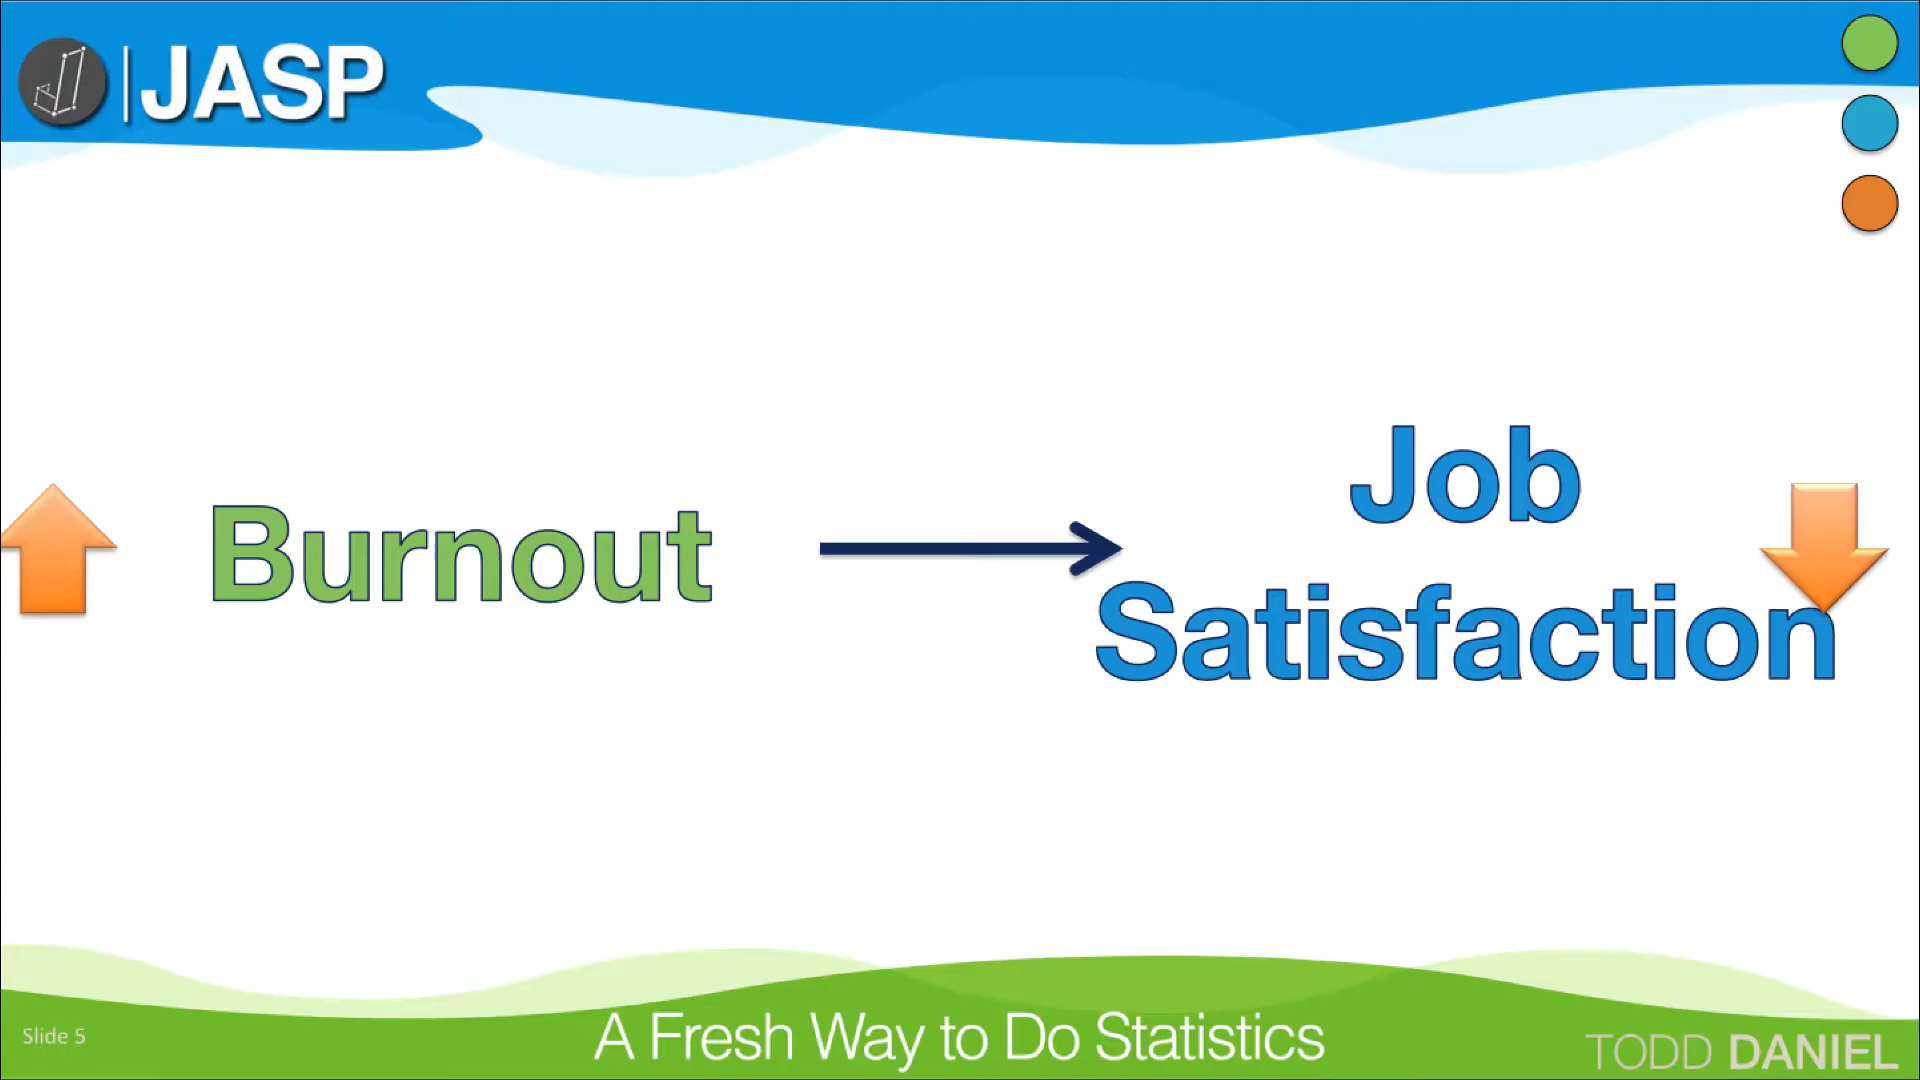 JASP
Burnout
Job
Satisfaction
Slide 5
A Fresh Way to Do Statistics
TODD DANIEL